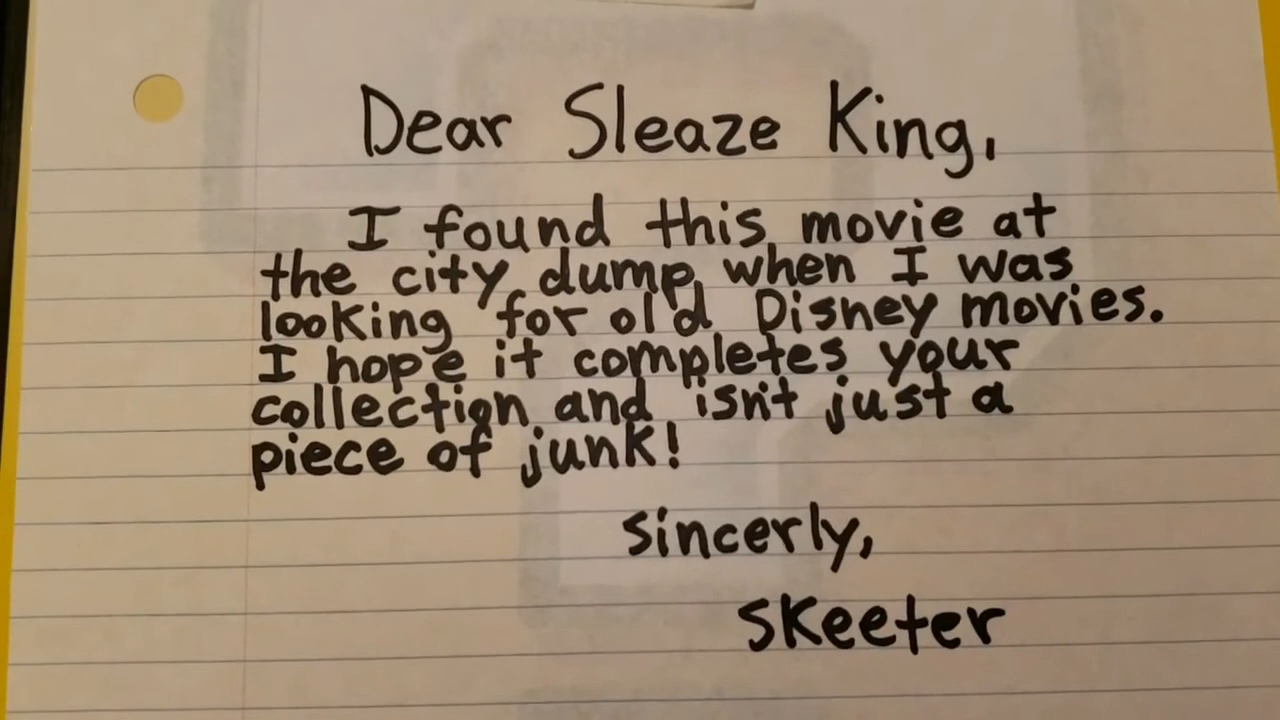 Dear Sleaze King,
I found this movie at
the city dump when I was
looking for old Disney movies.
I hope it completes your
collection and isn't just a
piece of junk!
sincerly,
Skeeter